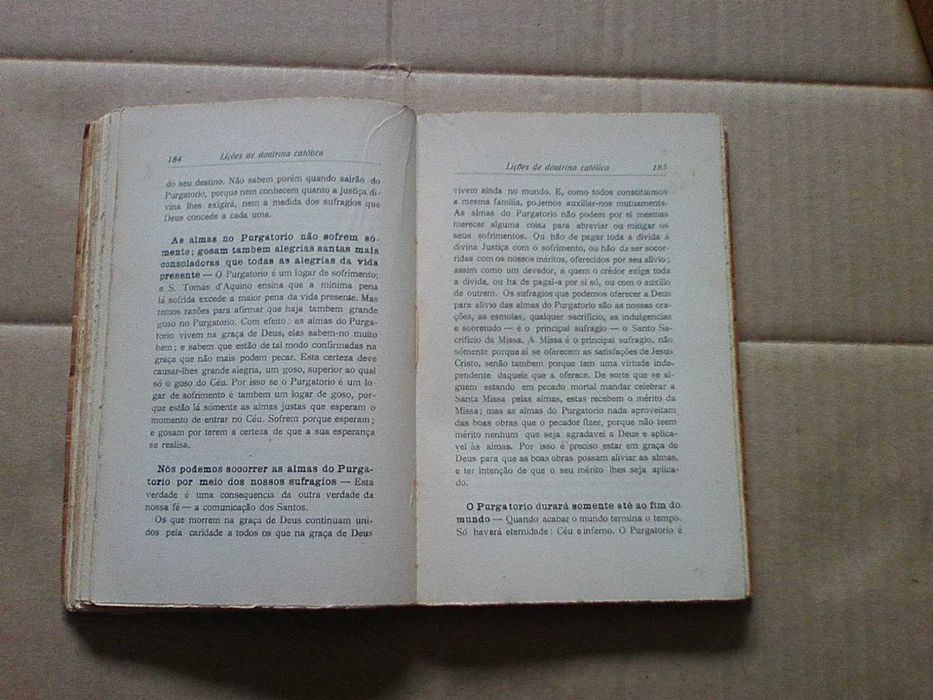 184 Lições de doutrina católica
do seu destino. Não sabem porém quando sairão do
Purgatorio, porque nem conhecem quanto a justiça di-
vina lhes exigirá, nem a medida dos sufragios que
Deus concede a cada uma.
As almas no Purgatorio não sofrem só-
mente; gosam tambem alegrias santas mais
consoladoras que todas as alegrias da vida
presente — O Purgatorio é um logar de sofrimento;
e S. Tomás d'Aquino ensina que a mínima pena
lá sofrida excede a maior pena da vida presente. Mas
temos razões para afirmar que haja tambem grande
goso no Purgatorio. Com efeito: as almas do Purga-
torio vivem na graça de Deus, elas sabem-no muito
bem; e sabem que estão de tal modo confirmadas na
graça que não mais podem pecar. Esta certeza deve
causar-lhes grande alegria, um goso, superior ao qual
só o goso do Céu. Por isso se o Purgatorio é um lo-
gar de sofrimento é tambem um logar de goso, por-
que estão lá sómente as almas justas que esperam o
momento de entrar no Céu. Sofrem porque esperam;
e gosam por terem a certeza de que a sua esperança
se realisa.
Nós podemos socorrer as almas do Purga-
torio por meio dos nossos sufragios — Esta
verdade é uma consequencia da outra verdade da
nossa fé — a comunicação dos Santos.
Os que morrem na graça de Deus continuam uni-
dos pela caridade a todos os que na graça de Deus
Lições de doutrina católica 185
vivem ainda no mundo. E, como todos constituimos
a mesma família, podemos auxiliar-nos mutuamente.
As almas do Purgatorio não podem por si mesmas
merecer alguma coisa para abreviar ou mitigar os
seus sofrimentos. Ou hão de pagar toda a divida á
divina Justiça com o sofrimento, ou hão de ser socor-
ridas com os nossos méritos, oferecidos por seu alivio;
assim como um devedor, a quem o crédor exige toda
a divida, ou ha de pagal-a por si só, ou com o auxilio
de outrem. Os sufragios que podemos oferecer a Deus
para alivio das almas do Purgatorio são as nossas ora-
ções, as esmolas, qualquer sacrificio, as indulgencias
e sobretudo — é o principal sufragio — o Santo Sa-
crificio da Missa. A Missa é o principal sufragio, não
sómente porque ai se oferecem as satisfações de Jesus
Cristo, senão tambem porque tem uma virtude inde-
pendente daquele que a oferece. De sorte que se al-
guem estando em pecado mortal mandar celebrar a
Santa Missa pelas almas, estas recebem o mérito da
Missa; mas as almas do Purgatorio nada aproveitam
das boas obras que o pecador fizer, porque não teem
mérito nenhum que seja agradavel a Deus e aplica-
vel às almas. Por isso é preciso estar em graça de
Deus para que as boas obras possam aliviar as almas,
e ter intenção de que o seu mérito lhes seja aplica-
do.
O Purgatorio durará somente até ao fim do
mundo — Quando acabar o mundo termina o tempo.
Só haverá eternidade: Céu e inferno. O Purgatorio é